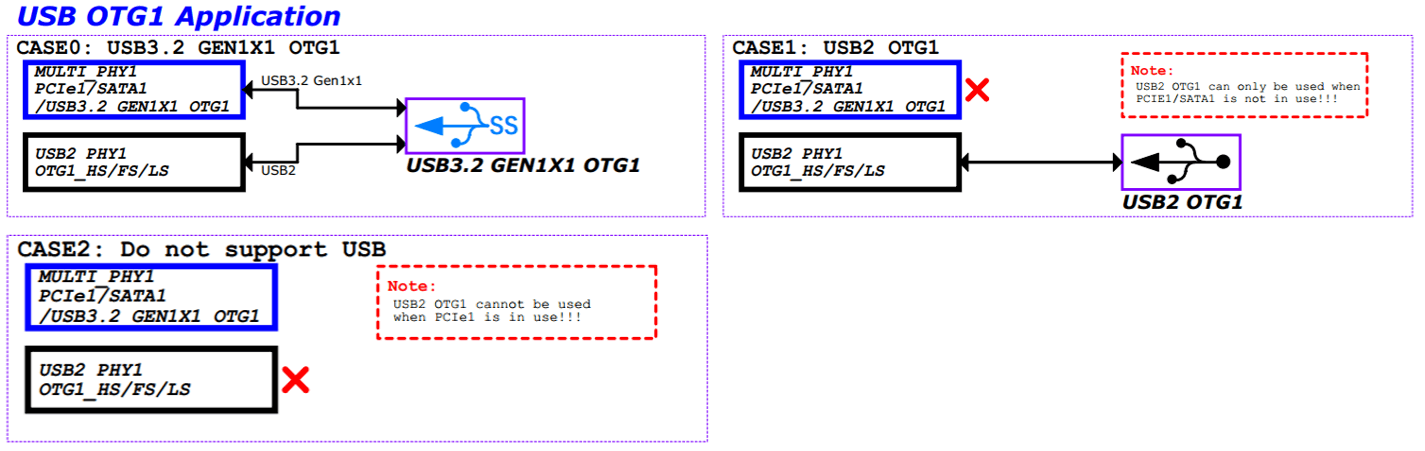 USB OTG1 Application
CASE0: USB3.2 GEN1X1 OTG1
MULTI_PHY1
PCIe1/SATA1
/USB3.2 GEN1X1 OTG1
USB3.2 Gen1x1
SS
USB2 PHY1
OTG1_HS/FS/LS
USB2
USB3.2 GEN1X1 OTG1
CASE1: USB2 OTG1
MULTI_PHY1
PCIe1/SATA1
/USB3.2 GEN1X1 OTG1
Note:
USB2 OTG1 can only be used when
PCIE1/SATA1 is not in use!!!
USB2 PHY1
OTG1_HS/FS/LS
USB2 OTG1
CASE2: Do not support USB
MULTI_PHY1
PCIe1/SATA1
/USB3.2 GEN1X1 OTG1
Note:
USB2 OTG1 cannot be used
when PCIe1 is in use!!!
USB2 PHY1
OTG1_HS/FS/LS